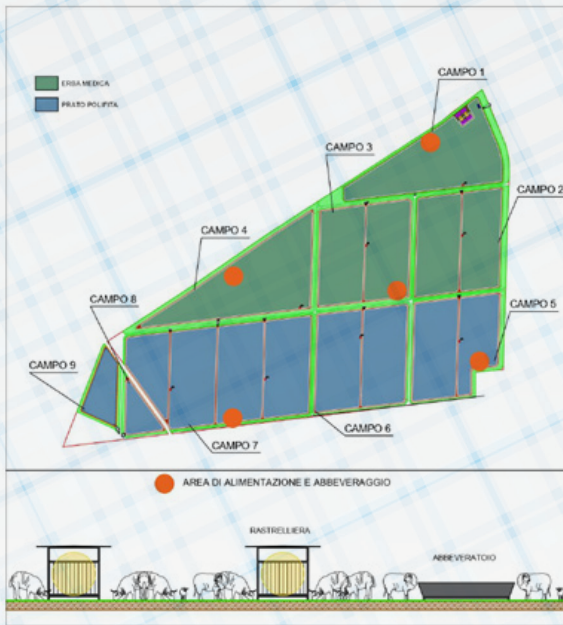 CAMPO 1
ERBA MEDICA
PRATO POLIFITA
CAMPO 3
CAMPO 2
CAMPO 4
CAMPO 8
CAMPO 5
CAMPO 9
CAMPO 6
CAMPO 7
AREA DI ALIMENTAZIONE E ABBEVERAGGIO
RASTRELLIERA
ABBEVERATOIO